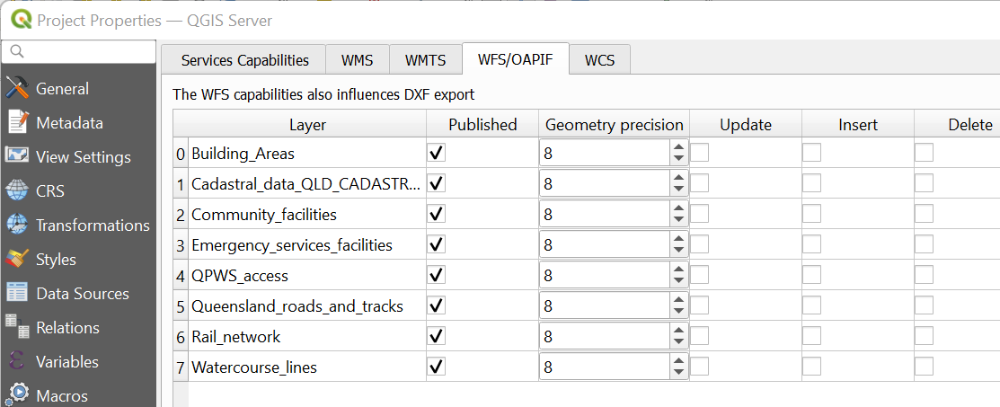 Project Properties — QGIS Server
General
Metadata
View Settings
CRS
Transformations
Styles
Data Sources
Relations
Variables
Macros
Services Capabilities WMS WMTS WFS/OAPIF WCS
The WFS capabilities also influences DXF export
Layer Published Geometry precision Update Insert Delete
0 Building_Areas 8
1 Cadastral_data_QLD_CADASTR... 8
2 Community_facilities 8
3 Emergency_services_facilities 8
4 QPWS_access 8
5 Queensland_roads_and_tracks 8
6 Rail_network 8
7 Watercourse_lines 8